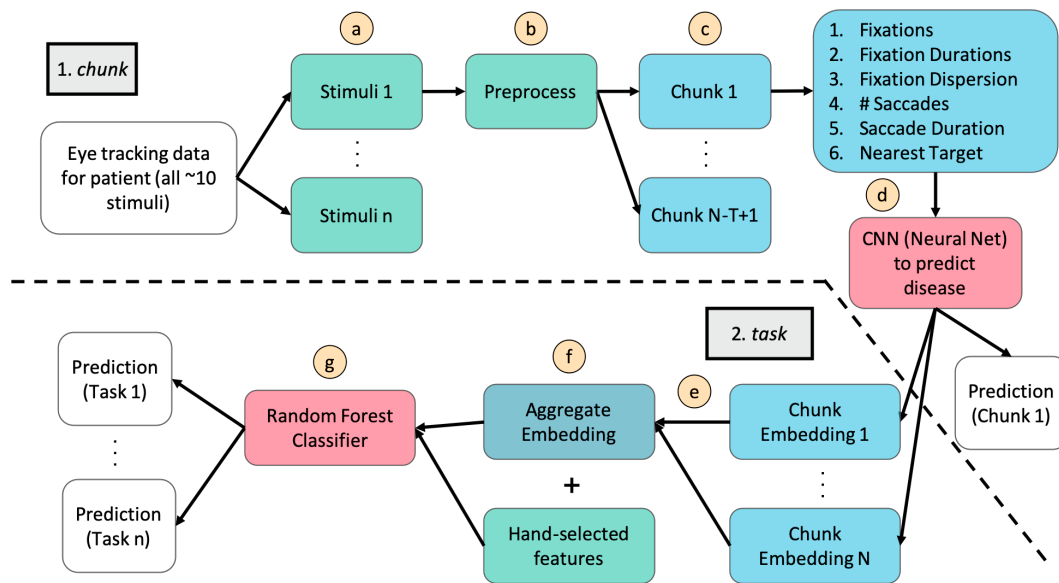 1. chunk
a
b
c
Eye tracking data
for patient (all ~10
stimuli)
Stimuli 1
Stimuli n
Preprocess
Chunk 1
Chunk N-T+1
1. Fixations
2. Fixation Durations
3. Fixation Dispersion
4. # Saccades
5. Saccade Duration
6. Nearest Target
d
CNN (Neural Net)
to predict
disease
Prediction
(Chunk 1)
2. task
e
Chunk
Embedding 1
Chunk
Embedding N
f
Aggregate
Embedding
+
Hand-selected
features
g
Random Forest
Classifier
Prediction
(Task 1)
Prediction
(Task n)